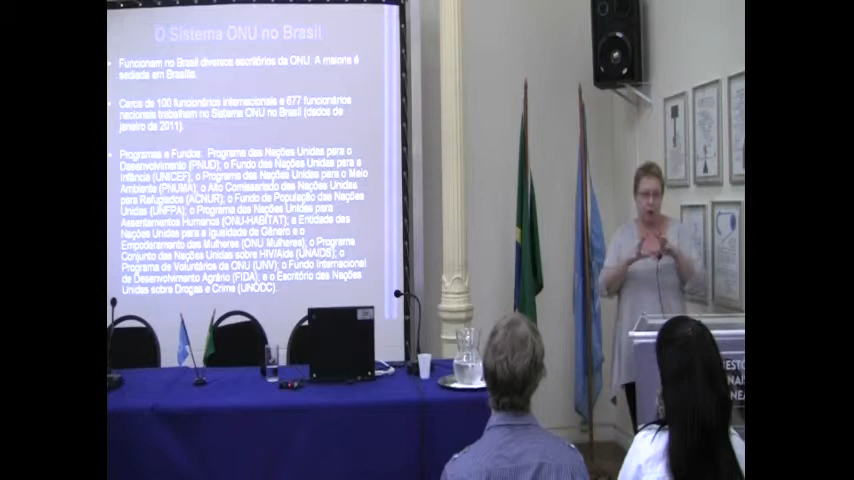 O Sistema ONU no Brasil
Funcionam no Brasil diversos escritórios da ONU. A maioria é
sediada em Brasília.
Cerca de 100 funcionários internacionais e 677 funcionários
nacionais trabalham no Sistema ONU no Brasil (dados de
janeiro de 2011).
Programas e Fundos: Programa das Nações Unidas para o
Desenvolvimento (PNUD); o Fundo das Nações Unidas para a
Infância (UNICEF); o Programa das Nações Unidas para o Meio
Ambiente (PNUMA); o Alto Comissariado das Nações Unidas
para Refugiados (ACNUR); o Fundo de População das Nações
Unidas (UNFPA); o Programa das Nações Unidas para
Assentamentos Humanos (ONU-HABITAT); a Entidade das
Nações Unidas para a Igualdade de Gênero e o
Empoderamento das Mulheres (ONU Mulheres); o Programa
Conjunto das Nações Unidas sobre HIV/Aids (UNAIDS); o
Programa de Voluntários da ONU (UNV); o Fundo Internacional
de Desenvolvimento Agrário (FIDA); e o Escritório das Nações
Unidas sobre Drogas e Crime (UNODC).